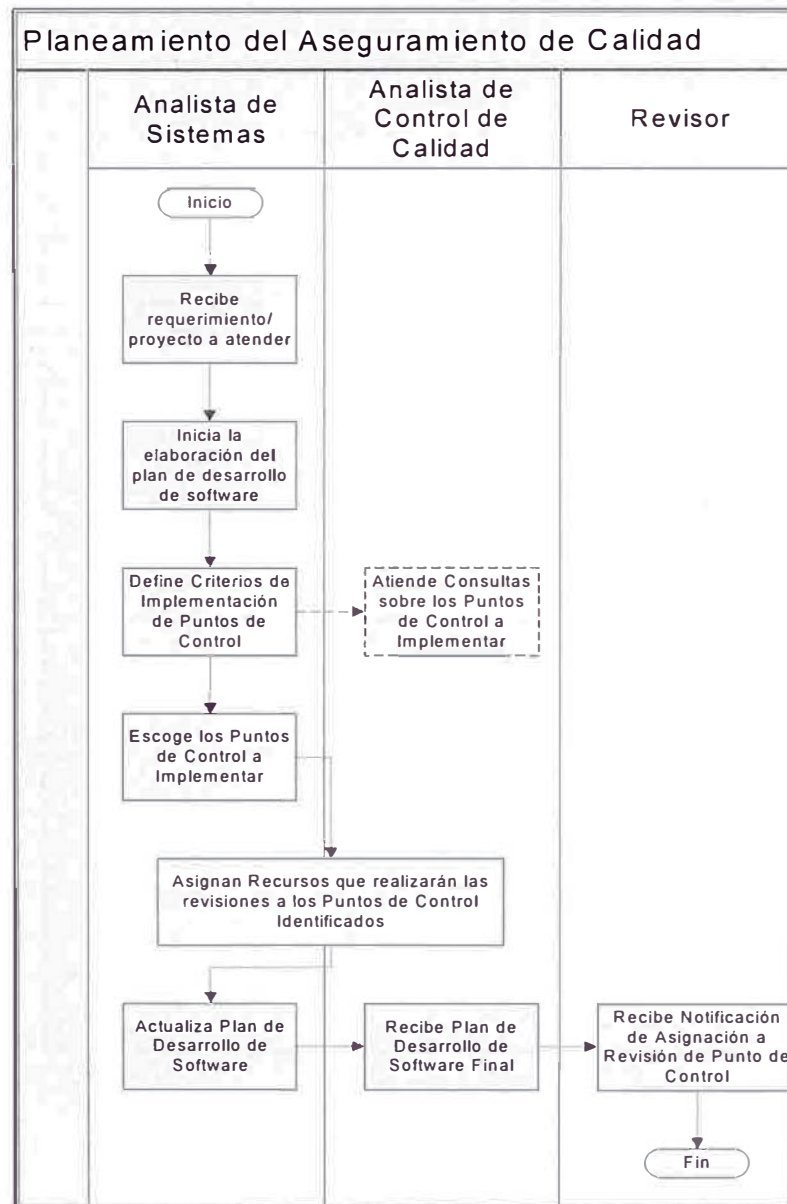 Planeamiento del Aseguramiento de Calidad
Analista de
Sistemas
Analista de
Control de
Calidad
Revisor
Inicio
Recibe
requerimiento/
proyecto a atender
Inicia la
elaboración del
plan de desarrollo
de software
Define Criterios de
Implementación
de Puntos de
Control
Atiende Consultas
sobre los Puntos
de Control a
Implementar
Escoge los Puntos
de Control a
Implementar
Asignan Recursos que realizarán las
revisiones a los Puntos de Control
Identificados
Actualiza Plan de
Desarrollo de
Software
Recibe Plan de
Desarrollo de
Software Final
Recibe Notificación
de Asignación a
Revisión de Punto de
Control
Fin